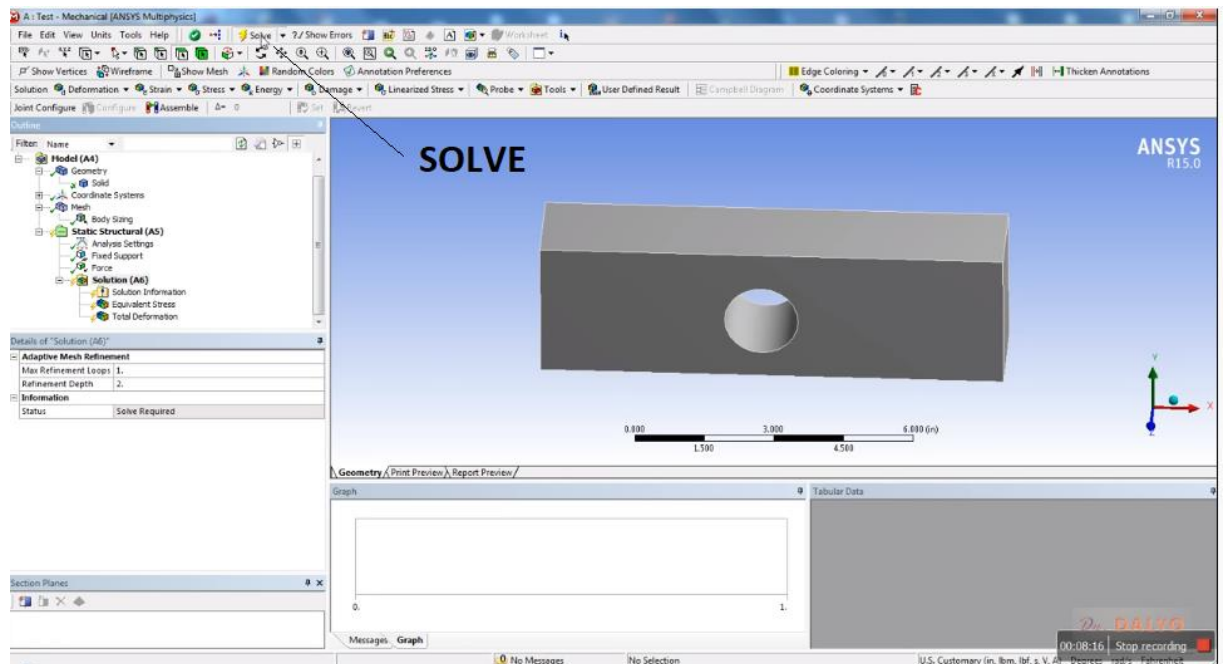 A : Test - Mechanical [ANSYS Multiphysics]
File Edit View Units Tools Help Solve ?/ Show Errors Worksheet
Show Vertices Wireframe Show Mesh Random Colors Annotation Preferences Edge Coloring Thicken Annotations
Solution Deformation Strain Stress Energy Damage Linearized Stress Probe Tools User Defined Result Campbell Diagram Coordinate Systems
Joint Configure Configure Assemble Δ= 0 Set Revert
Outline
Filter: Name
SOLVE
ANSYS
R15.0
Model (A4)
Geometry
Solid
Coordinate Systems
Mesh
Body Sizing
Static Structural (A5)
Analysis Settings
Fixed Support
Force
Solution (A6)
Solution Information
Equivalent Stress
Total Deformation
Details of "Solution (A6)"
Adaptive Mesh Refinement
Max Refinement Loops 1.
Refinement Depth 2.
Information
Status Solve Required
Y
X
Z
0.000 3.000 6.000 (in)
1.500 4.500
Geometry Print Preview Report Preview
Graph
Tabular Data
Section Planes
0. 1.
Messages Graph
00:08:16 Stop recording
No Messages No Selection U.S. Customary (in, lbm, lbf, s, V, A) Degrees rad/s Fahrenheit